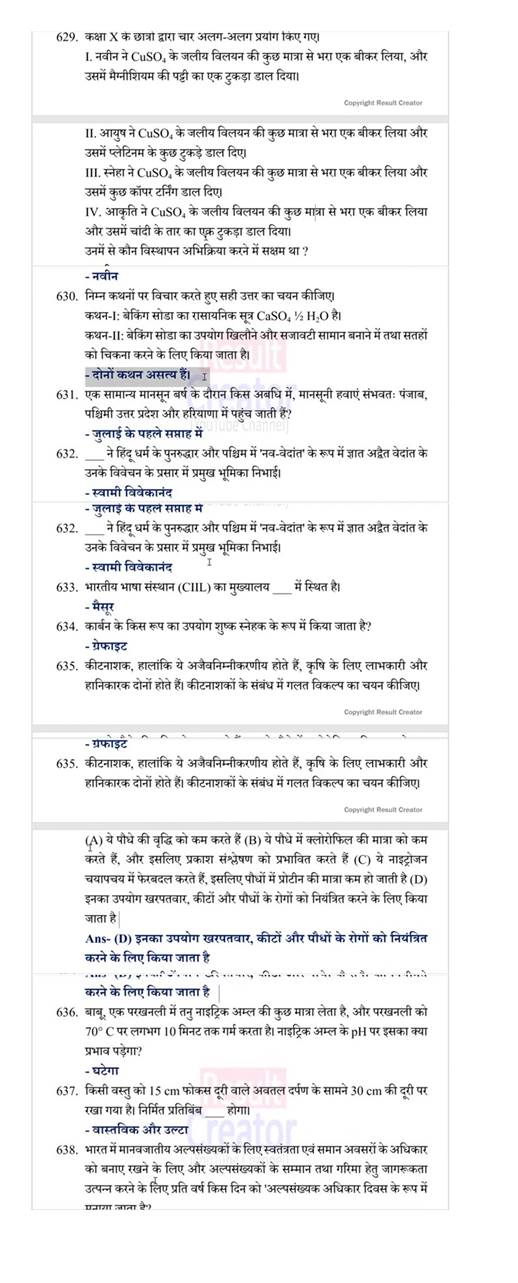 629. कक्षा X के छात्रों द्वारा चार अलग-अलग प्रयोग किए गए।
I. नवीन ने CuSO₄ के जलीय विलयन की कुछ मात्रा से भरा एक बीकर लिया, और
उसमें मैग्नीशियम की पट्टी का एक टुकड़ा डाल दिया।
Copyright Result Creator
II. आयुष ने CuSO₄ के जलीय विलयन की कुछ मात्रा से भरा एक बीकर लिया और
उसमें प्लेटिनम के कुछ टुकड़े डाल दिए।
III. स्नेहा ने CuSO₄ के जलीय विलयन की कुछ मात्रा से भरा एक बीकर लिया और
उसमें कुछ कॉपर टर्निंग डाल दिए।
IV. आकृति ने CuSO₄ के जलीय विलयन की कुछ मात्रा से भरा एक बीकर लिया
और उसमें चांदी के तार का एक टुकड़ा डाल दिया।
उनमें से कौन विस्थापन अभिक्रिया करने में सक्षम था ?
- नवीन
630. निम्न कथनों पर विचार करते हुए सही उत्तर का चयन कीजिए।
कथन-I: बेकिंग सोडा का रासायनिक सूत्र CaSO₄ ½ H₂O है।
कथन-II: बेकिंग सोडा का उपयोग खिलौने और सजावटी सामान बनाने में तथा सतहों
को चिकना करने के लिए किया जाता है।
- दोनों कथन असत्य हैं।
631. एक सामान्य मानसून वर्ष के दौरान किस अवधि में, मानसूनी हवाएं संभवतः पंजाब,
पश्चिमी उत्तर प्रदेश और हरियाणा में पहुंच जाती हैं?
- जुलाई के पहले सप्ताह में
632. ____ ने हिंदू धर्म के पुनरुद्धार और पश्चिम में 'नव-वेदांत' के रूप में ज्ञात अद्वैत वेदांत के
उनके विवेचन के प्रसार में प्रमुख भूमिका निभाई।
- स्वामी विवेकानंद
- जुलाई के पहले सप्ताह में
632. ____ ने हिंदू धर्म के पुनरुद्धार और पश्चिम में 'नव-वेदांत' के रूप में ज्ञात अद्वैत वेदांत के
उनके विवेचन के प्रसार में प्रमुख भूमिका निभाई।
- स्वामी विवेकानंद
633. भारतीय भाषा संस्थान (CIIL) का मुख्यालय ____ में स्थित है।
- मैसूर
634. कार्बन के किस रूप का उपयोग शुष्क स्नेहक के रूप में किया जाता है?
- ग्रेफाइट
635. कीटनाशक, हालांकि ये अजैवनिम्नीकरणीय होते हैं, कृषि के लिए लाभकारी और
हानिकारक दोनों होते हैं। कीटनाशकों के संबंध में गलत विकल्प का चयन कीजिए।
Copyright Result Creator
- ग्रेफाइट
635. कीटनाशक, हालांकि ये अजैवनिम्नीकरणीय होते हैं, कृषि के लिए लाभकारी और
हानिकारक दोनों होते हैं। कीटनाशकों के संबंध में गलत विकल्प का चयन कीजिए।
Copyright Result Creator
(A) ये पौधे की वृद्धि को कम करते हैं (B) ये पौधे में क्लोरोफिल की मात्रा को कम
करते हैं, और इसलिए प्रकाश संश्लेषण को प्रभावित करते हैं (C) ये नाइट्रोजन
चयापचय में फेरबदल करते हैं, इसलिए पौधों में प्रोटीन की मात्रा कम हो जाती है (D)
इनका उपयोग खरपतवार, कीटों और पौधों के रोगों को नियंत्रित करने के लिए किया
जाता है
Ans- (D) इनका उपयोग खरपतवार, कीटों और पौधों के रोगों को नियंत्रित
करने के लिए किया जाता है
करने के लिए किया जाता है
636. बाबू, एक परखनली में तनु नाइट्रिक अम्ल की कुछ मात्रा लेता है, और परखनली को
70° C पर लगभग 10 मिनट तक गर्म करता है। नाइट्रिक अम्ल के pH पर इसका क्या
प्रभाव पड़ेगा?
- घटेगा
637. किसी वस्तु को 15 cm फोकस दूरी वाले अवतल दर्पण के सामने 30 cm की दूरी पर
रखा गया है। निर्मित प्रतिबिंब ____ होगा।
- वास्तविक और उल्टा
638. भारत में मानवजातीय अल्पसंख्यकों के लिए स्वतंत्रता एवं समान अवसरों के अधिकार
को बनाए रखने के लिए और अल्पसंख्यकों के सम्मान तथा गरिमा हेतु जागरूकता
उत्पन्न करने के लिए प्रति वर्ष किस दिन को 'अल्पसंख्यक अधिकार दिवस के रूप में
मनाया जाता है?